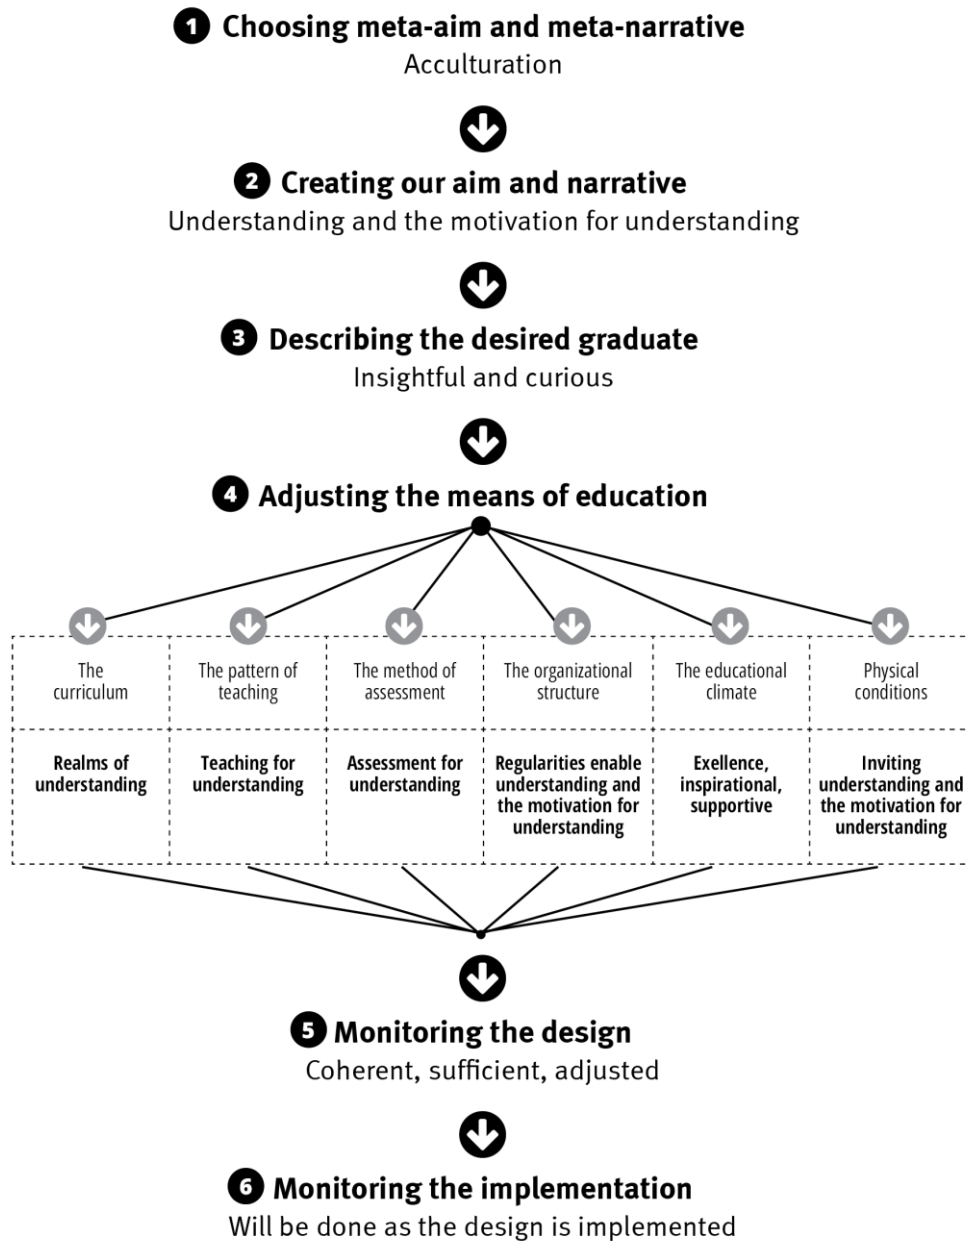 1 Choosing meta-aim and meta-narrative
Acculturation
2 Creating our aim and narrative
Understanding and the motivation for understanding
3 Describing the desired graduate
Insightful and curious
4 Adjusting the means of education
The
curriculum
The pattern of
teaching
The method of
assessment
The organizational
structure
The educational
climate
Physical
conditions
Realms of
understanding
Teaching for
understanding
Assessment for
understanding
Regularities enable
understanding and
the motivation for
understanding
Exellence,
inspirational,
supportive
Inviting
understanding and
the motivation for
understanding
5 Monitoring the design
Coherent, sufficient, adjusted
6 Monitoring the implementation
Will be done as the design is implemented